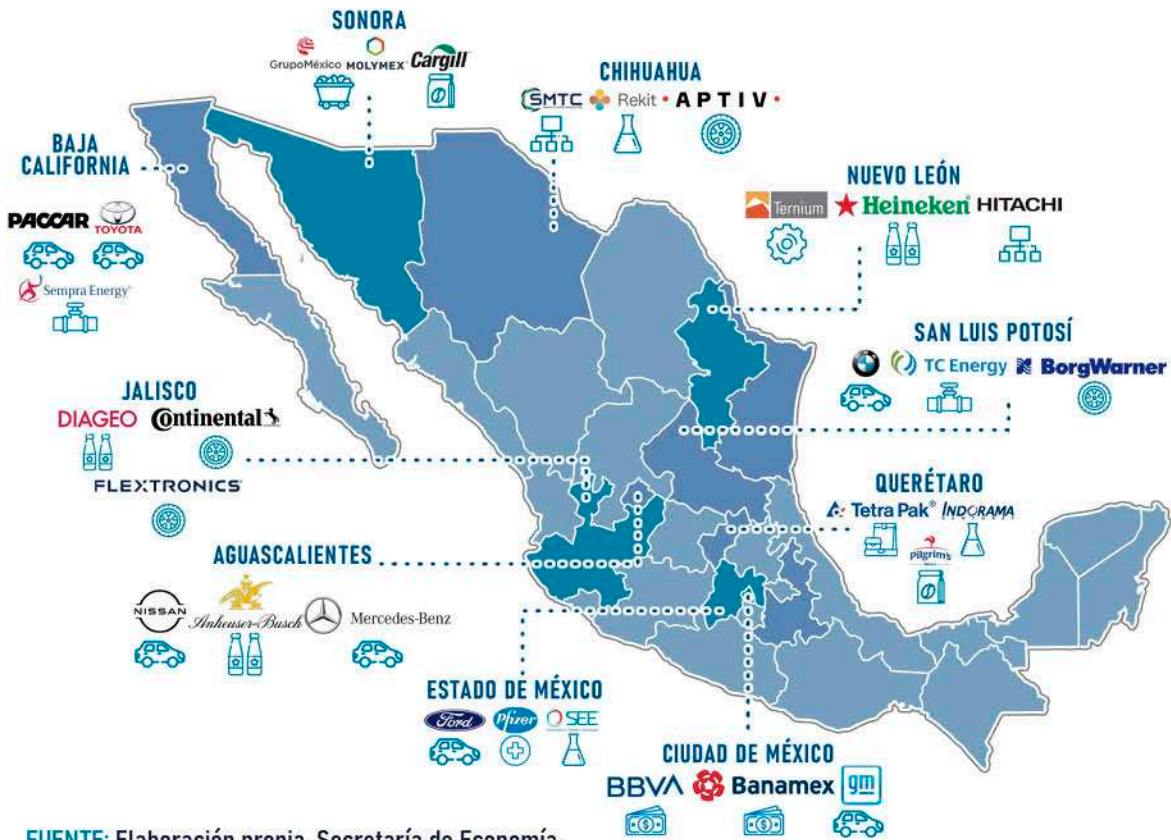 SONORA
GrupoMéxico MOLYMEX Cargill
CHIHUAHUA
SMTC Rekit APTIV
BAJA
CALIFORNIA
PACCAR TOYOTA
Sempra Energy®
NUEVO LEÓN
Ternium Heineken® HITACHI
SAN LUIS POTOSÍ
BMW TC Energy BorgWarner
JALISCO
DIAGEO Continental
FLEXTRONICS
QUERÉTARO
Tetra Pak® INDORAMA
pilgrim's
AGUASCALIENTES
NISSAN Anheuser-Busch Mercedes-Benz
ESTADO DE MÉXICO
Ford Pfizer SEE
CIUDAD DE MÉXICO
BBVA Banamex gm
FUENTE: Elaboración propia, Secretaría de Economía-